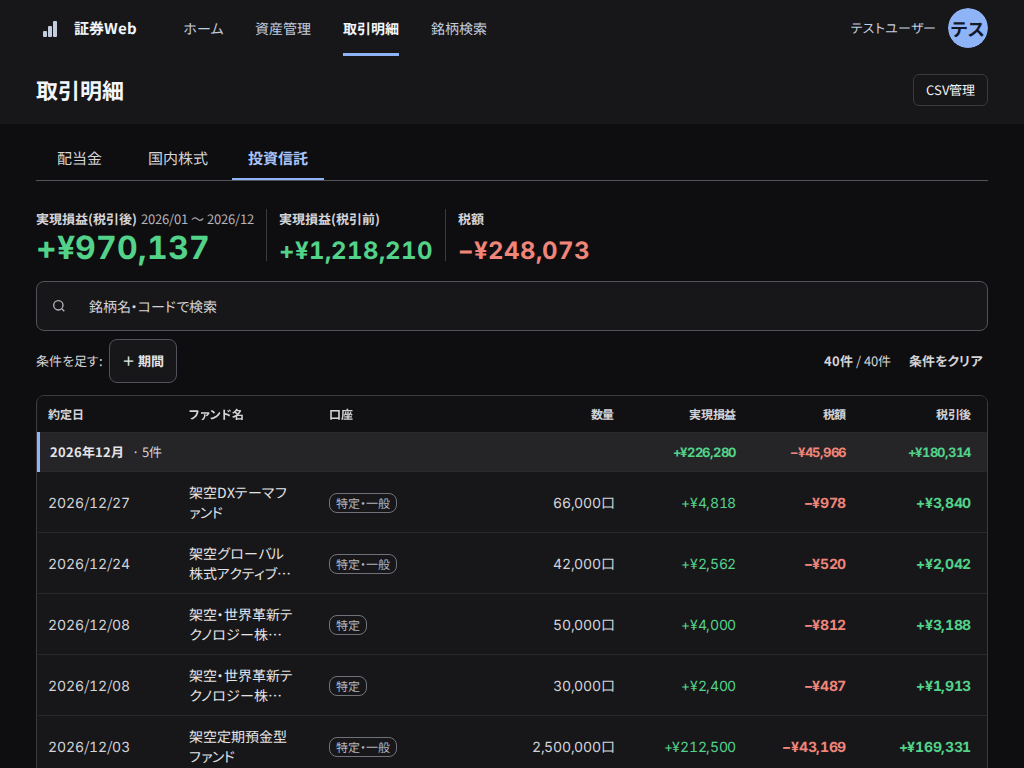 証券Web
ホーム
資産管理
取引明細
銘柄検索
テストユーザー
テス
取引明細
CSV管理
配当金
国内株式
投資信託
実現損益(税引後) 2026/01 〜 2026/12
+¥970,137
実現損益(税引前)
+¥1,218,210
税額
−¥248,073
銘柄名・コードで検索
条件を足す:
＋ 期間
40件 / 40件
条件をクリア
約定日 ファンド名 口座 数量 実現損益 税額 税引後
2026年12月 · 5件 +¥226,280 −¥45,966 +¥180,314
2026/12/27 架空DXテーマフ
ァンド 特定・一般 66,000口 +¥4,818 −¥978 +¥3,840
2026/12/24 架空グローバル
株式アクティブ… 特定・一般 42,000口 +¥2,562 −¥520 +¥2,042
2026/12/08 架空・世界革新テ
クノロジー株… 特定 50,000口 +¥4,000 −¥812 +¥3,188
2026/12/08 架空・世界革新テ
クノロジー株… 特定 30,000口 +¥2,400 −¥487 +¥1,913
2026/12/03 架空定期預金型
ファンド 特定・一般 2,500,000口 +¥212,500 −¥43,169 +¥169,331